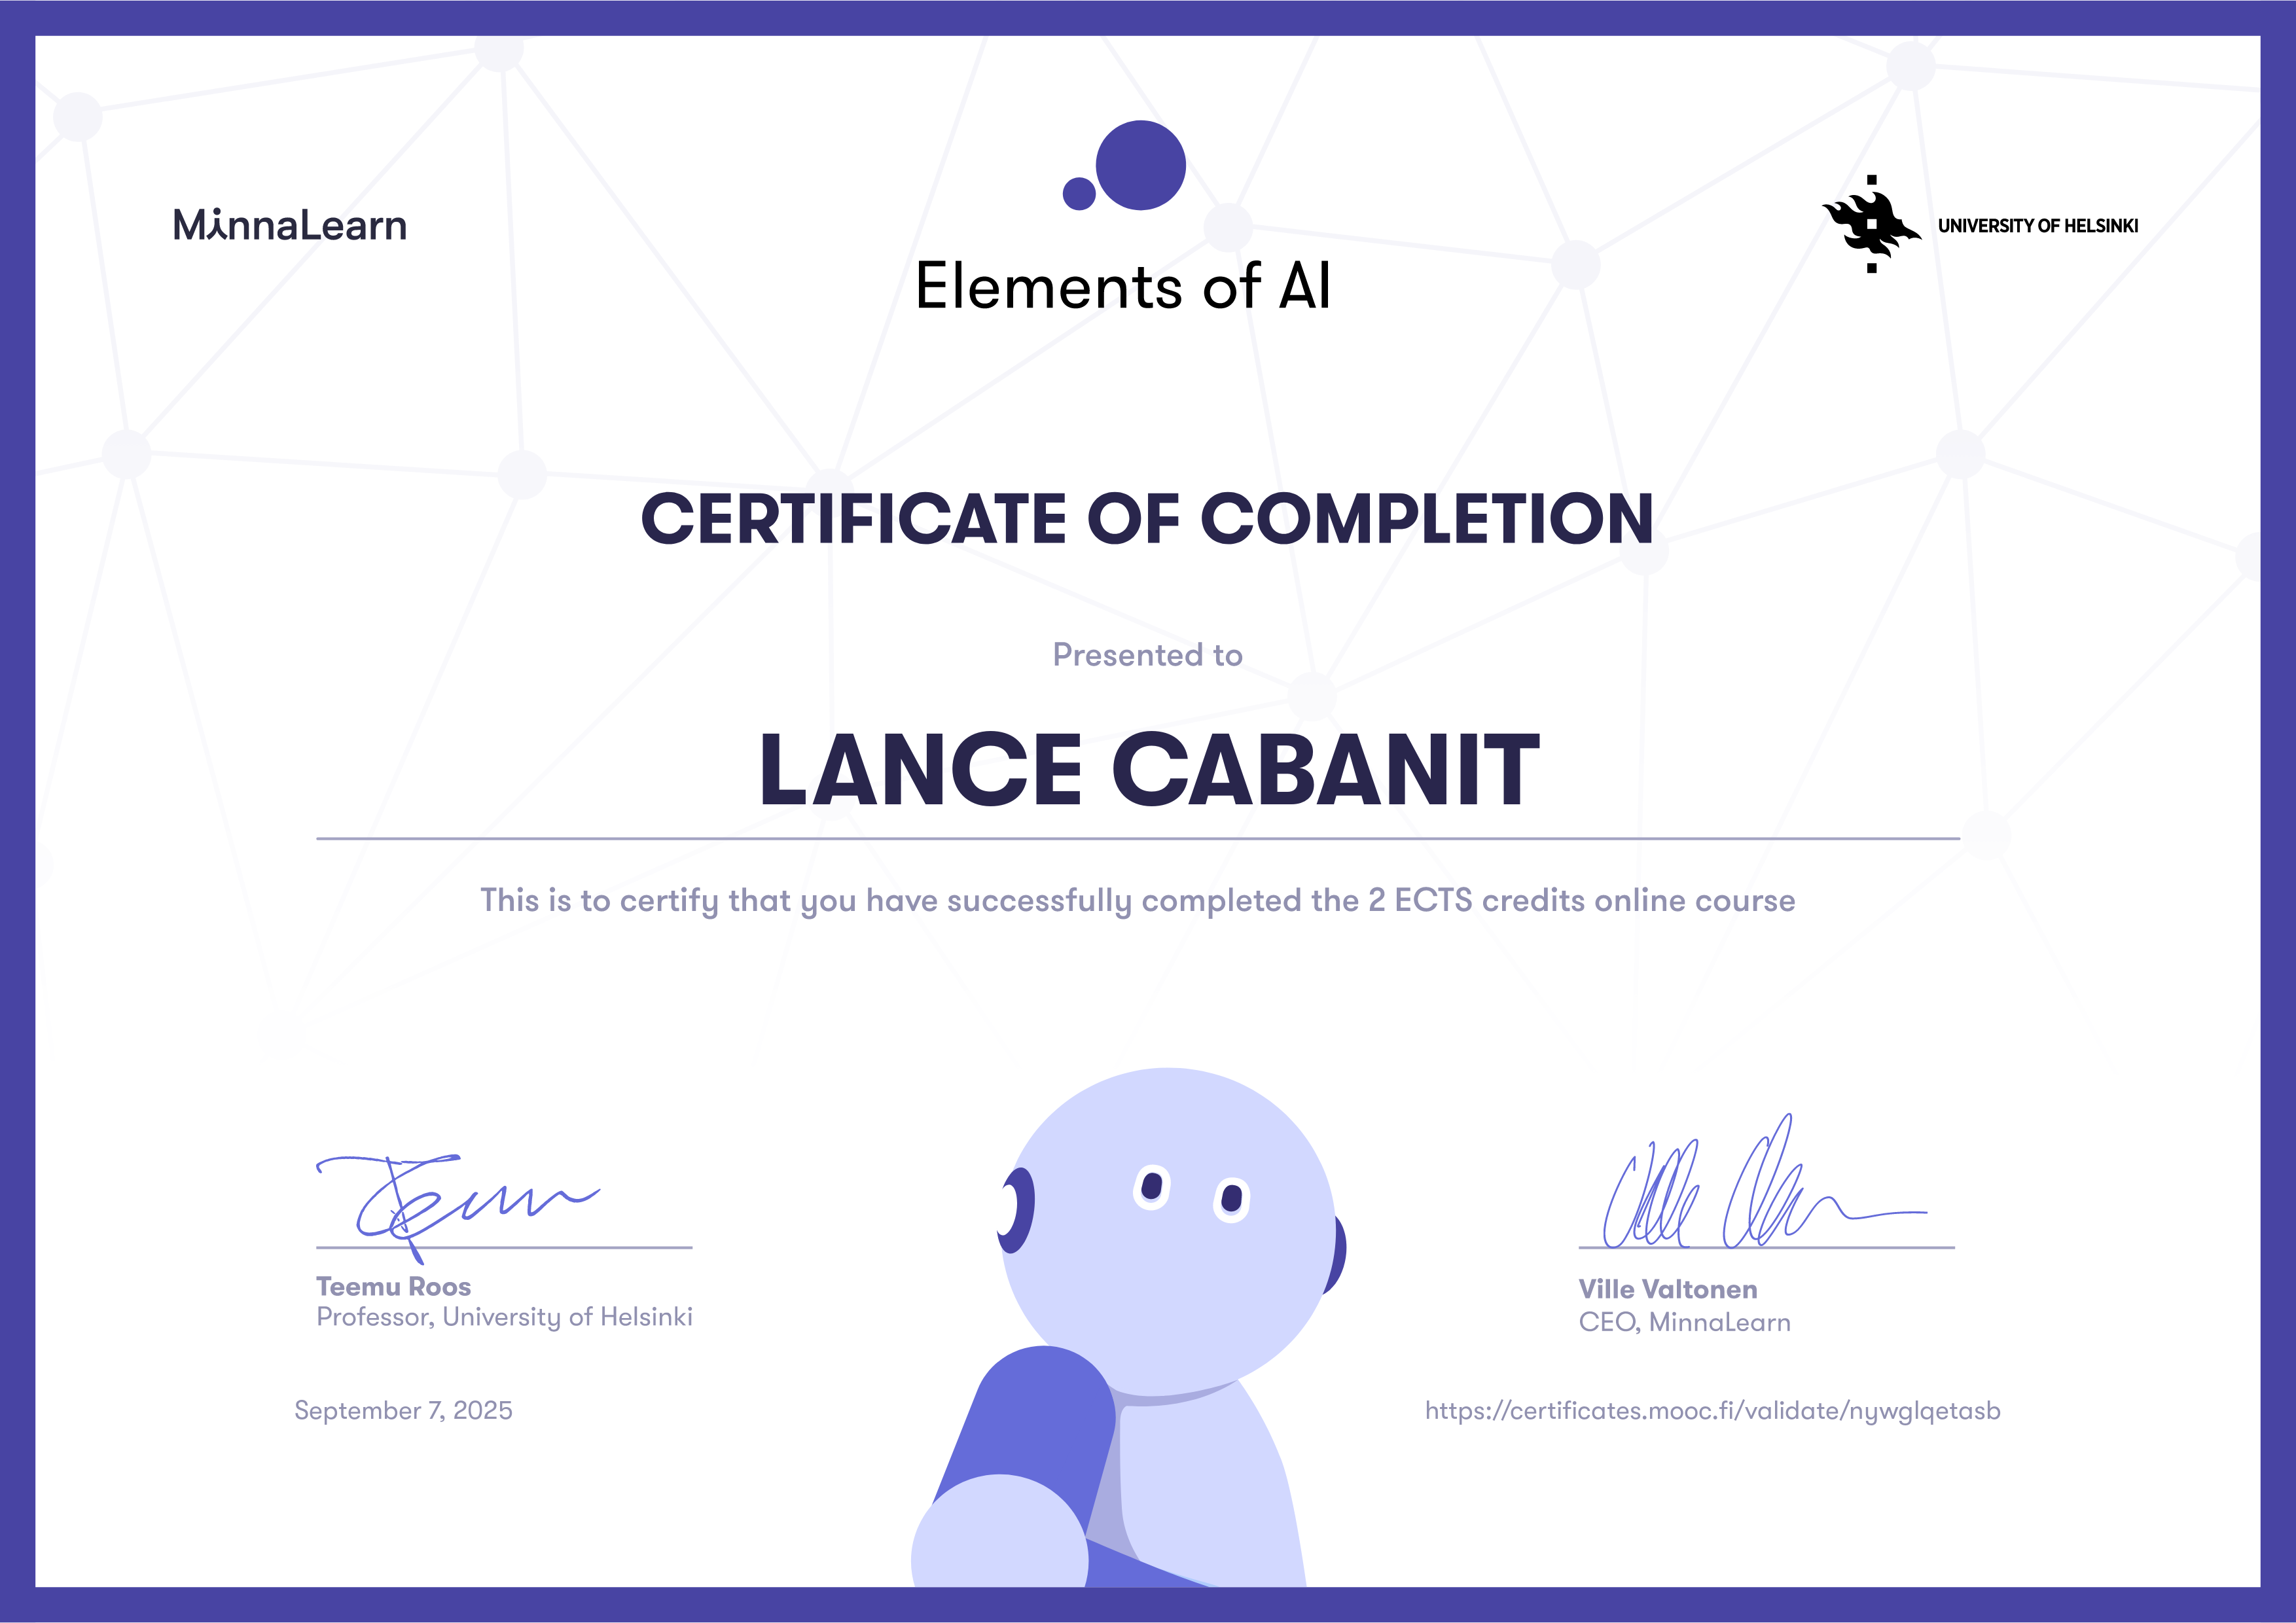 MinnaLearn
Elements of AI
UNIVERSITY OF HELSINKI
CERTIFICATE OF COMPLETION
Presented to
LANCE CABANIT
This is to certify that you have successfully completed the 2 ECTS credits online course
Teemu
Teemu Roos
Professor, University of Helsinki
Ville Valtonen
CEO, MinnaLearn
September 7, 2025
https://certificates.mooc.fi/validate/nywglqetasb